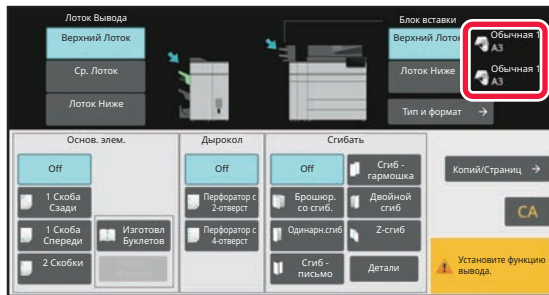 Лоток Вывода
Верхний Лоток
Ср. Лоток
Лоток Ниже
Блок вставки
Верхний Лоток
Лоток Ниже
Обычная 1
A3
Обычная 1
A3
Тип и формат →
Основ. элем.
Off
1 Скоба
Сзади
1 Скоба
Спереди
2 Скобки
Изготовл
Буклетов
Дырокол
Off
Перфоратор с
2-отверст
Перфоратор с
4-отверст
Сгибать
Off
Брошюр.
со сгиб.
Одинарн.сгиб
Сгиб -
письмо
Сгиб -
гармошка
Двойной
сгиб
Z-сгиб
Детали
Копий/Страниц →
CA
Установите функцию
вывода.